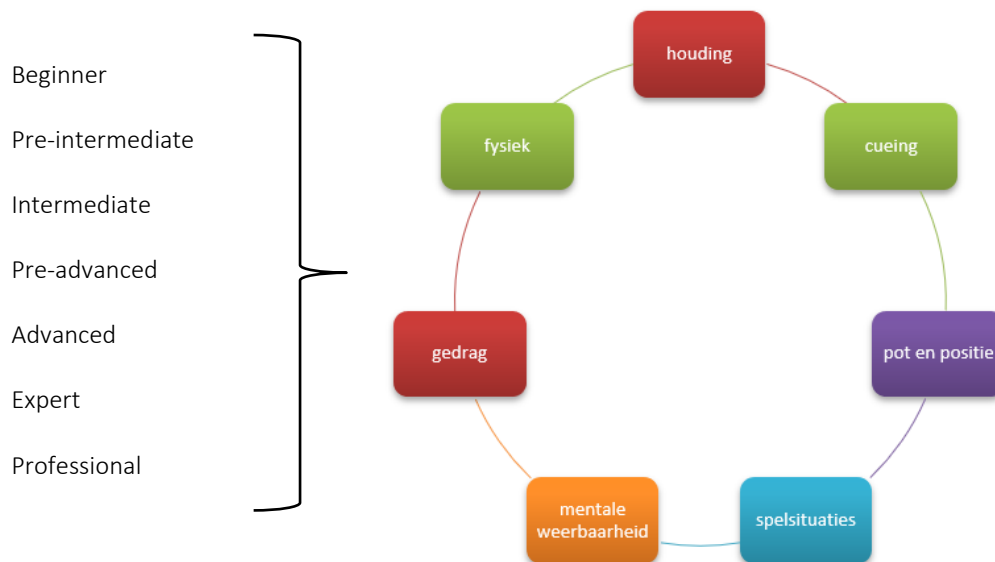 Beginner
Pre-intermediate
Intermediate
Pre-advanced
Advanced
Expert
Professional
houding
cueing
pot en positie
spelsituaties
mentale
weerbaarheid
gedrag
fysiek